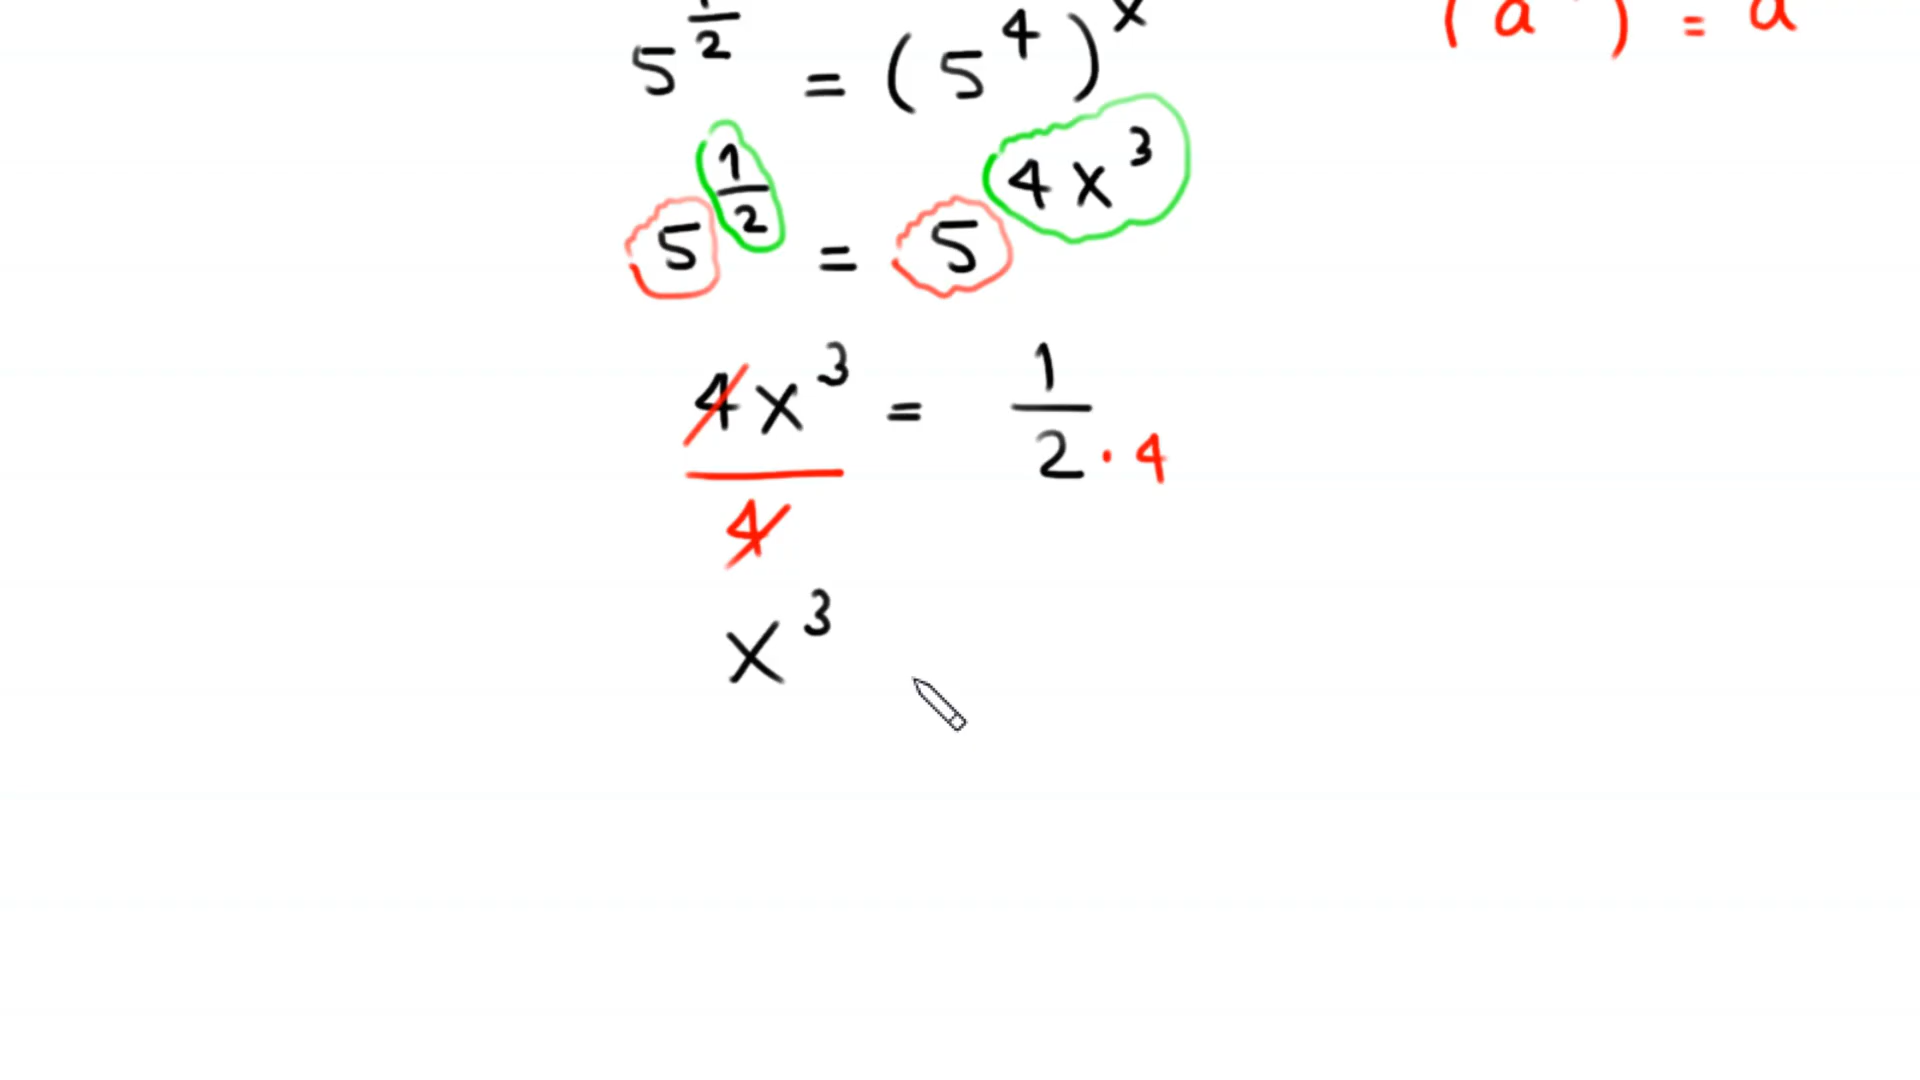 5^(1/2) = (5^4)^x
(a ) = a
5^(1/2) = 5^(4x^3)
4x^3 / 4 = 1 / 2 · 4
x^3